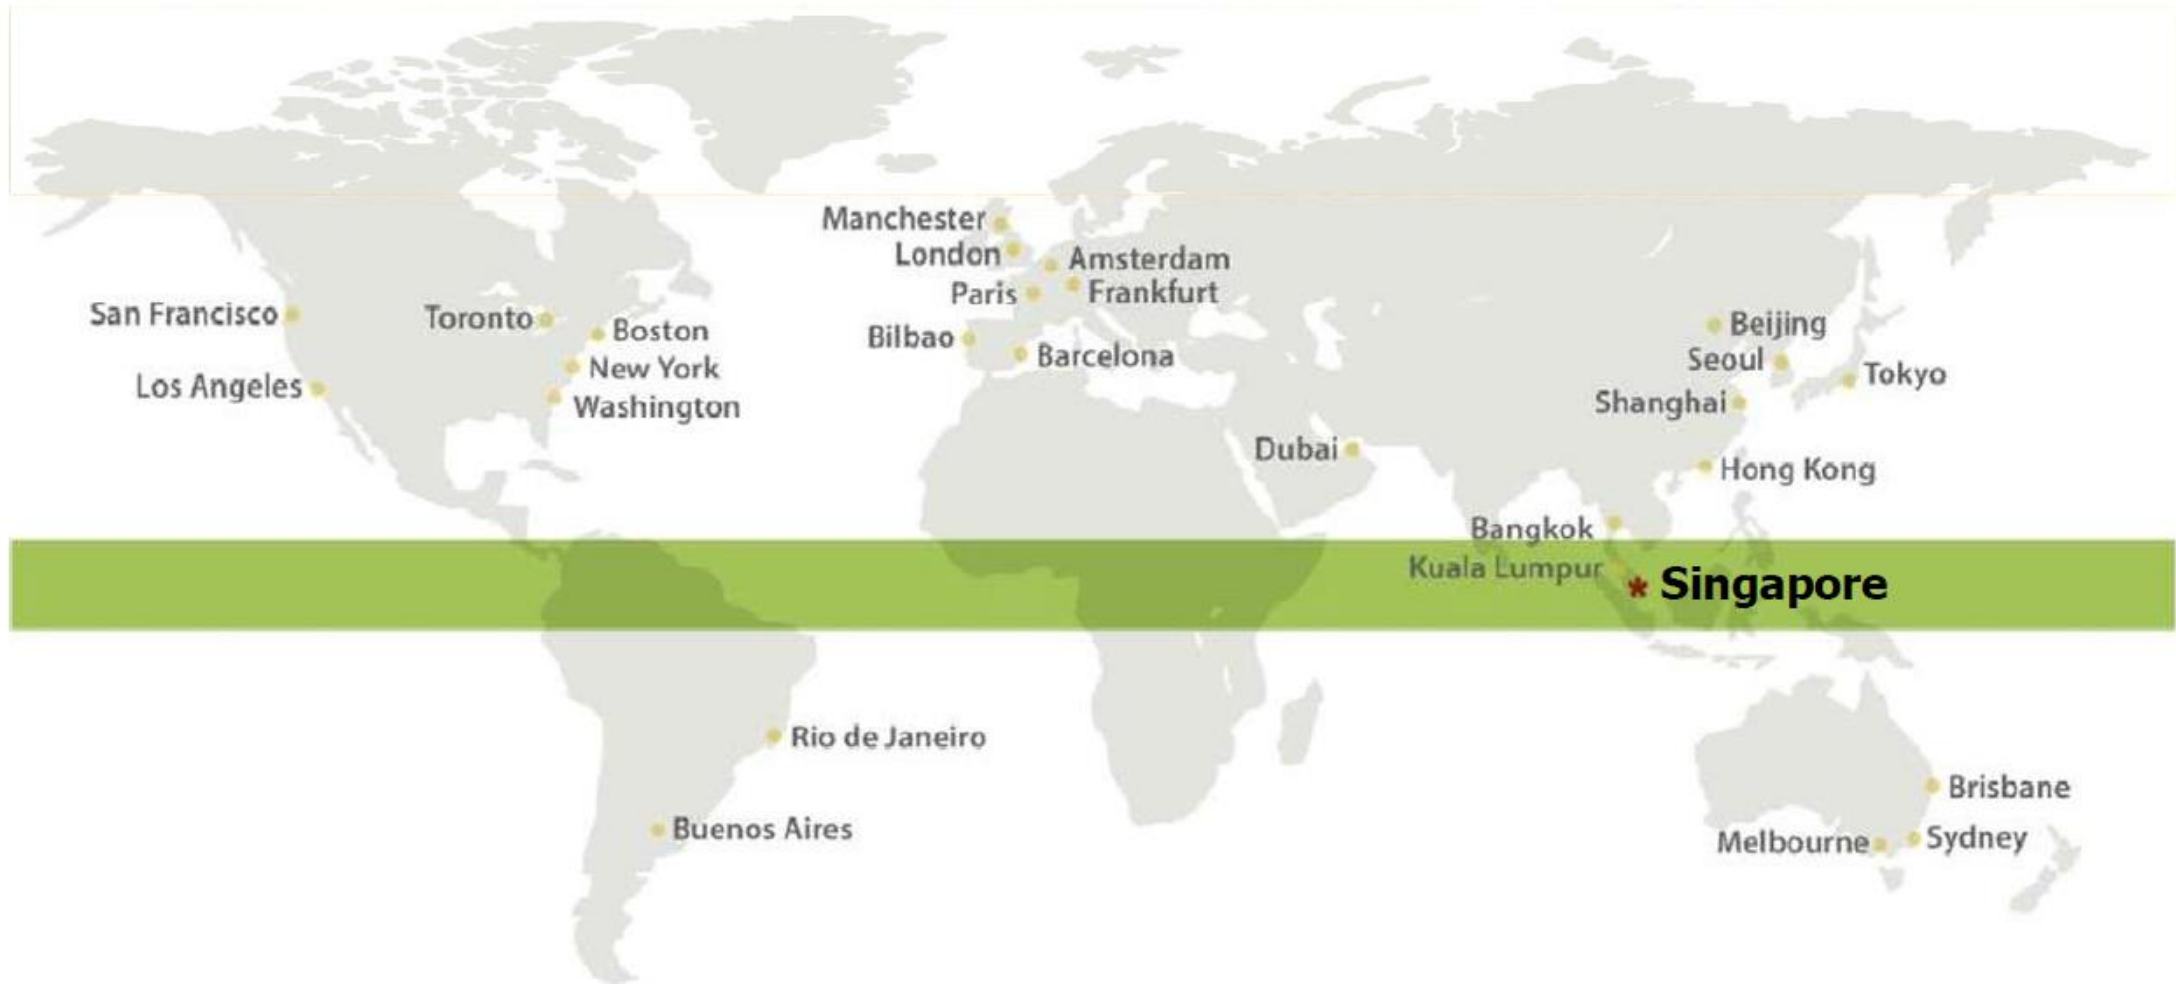 Manchester
London
Amsterdam
Paris
Frankfurt
San Francisco
Toronto
Boston
Bilbao
Barcelona
Beijing
Seoul
New York
Tokyo
Los Angeles
Washington
Shanghai
Dubai
Hong Kong
Bangkok
Kuala Lumpur
* Singapore
Rio de Janeiro
Brisbane
Buenos Aires
Melbourne
Sydney